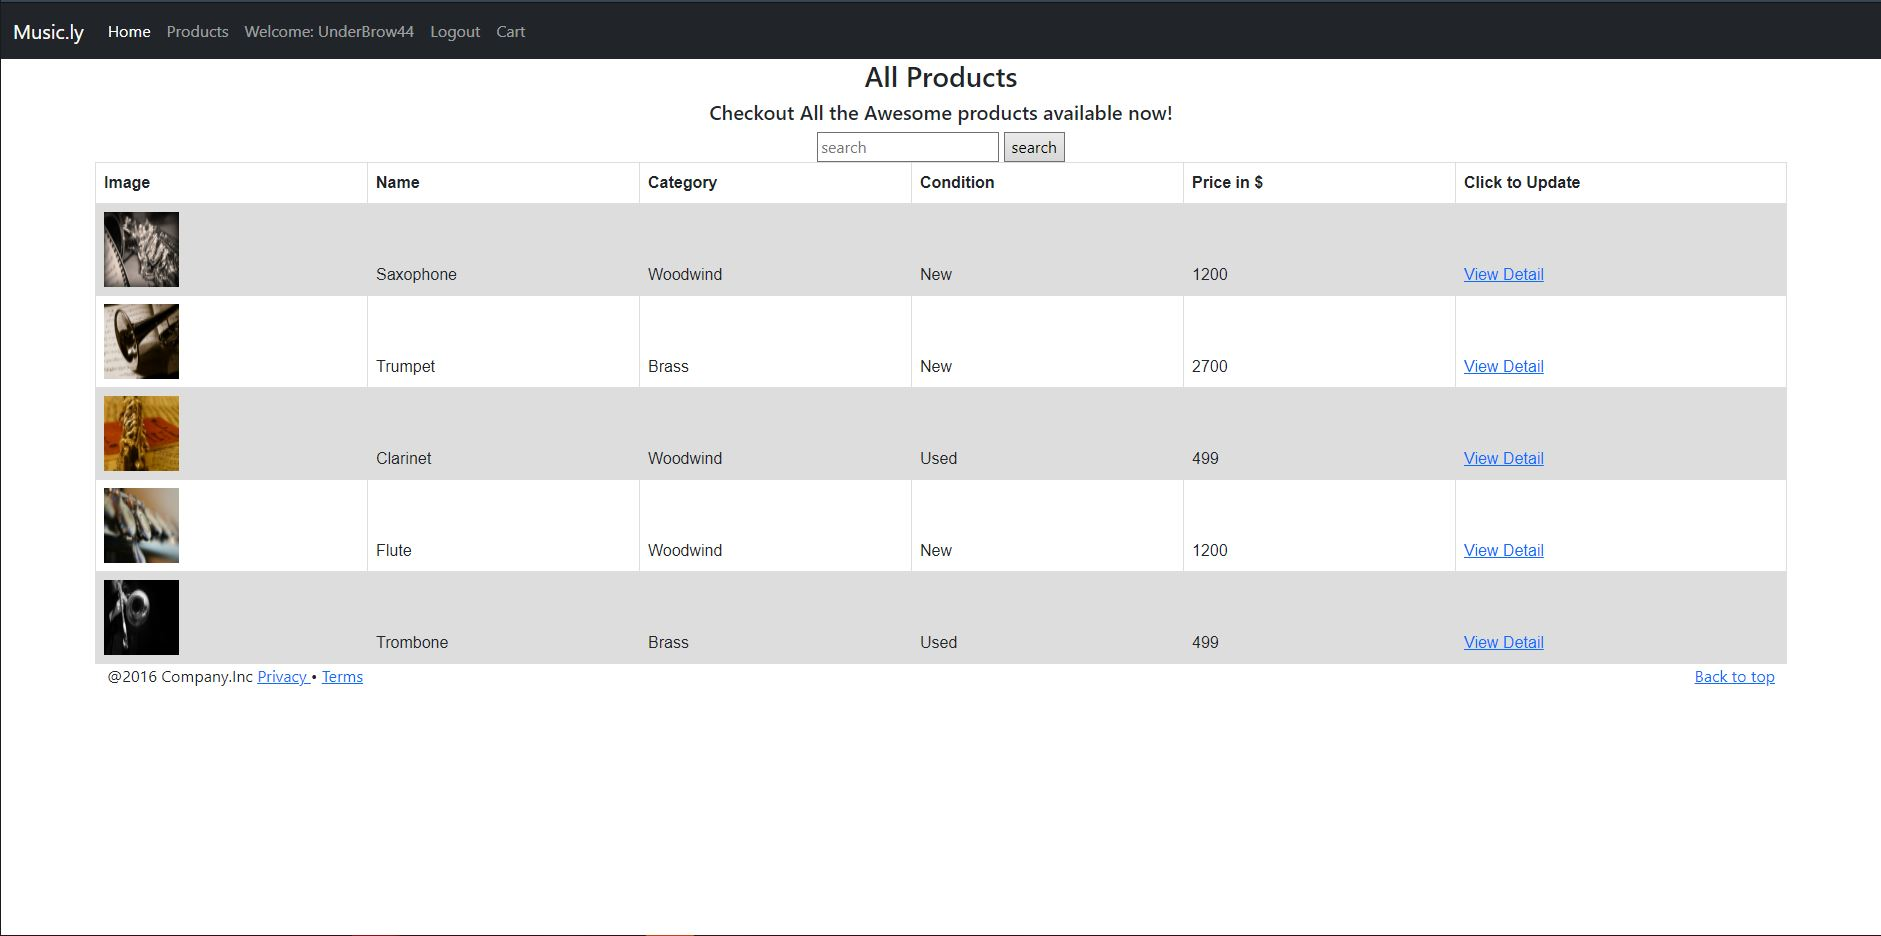 Music.ly Home Products Welcome: UnderBrow44 Logout Cart
All Products
Checkout All the Awesome products available now!
search search
Image Name Category Condition Price in $ Click to Update
Saxophone Woodwind New 1200 View Detail
Trumpet Brass New 2700 View Detail
Clarinet Woodwind Used 499 View Detail
Flute Woodwind New 1200 View Detail
Trombone Brass Used 499 View Detail
@2016 Company.Inc Privacy • Terms Back to top